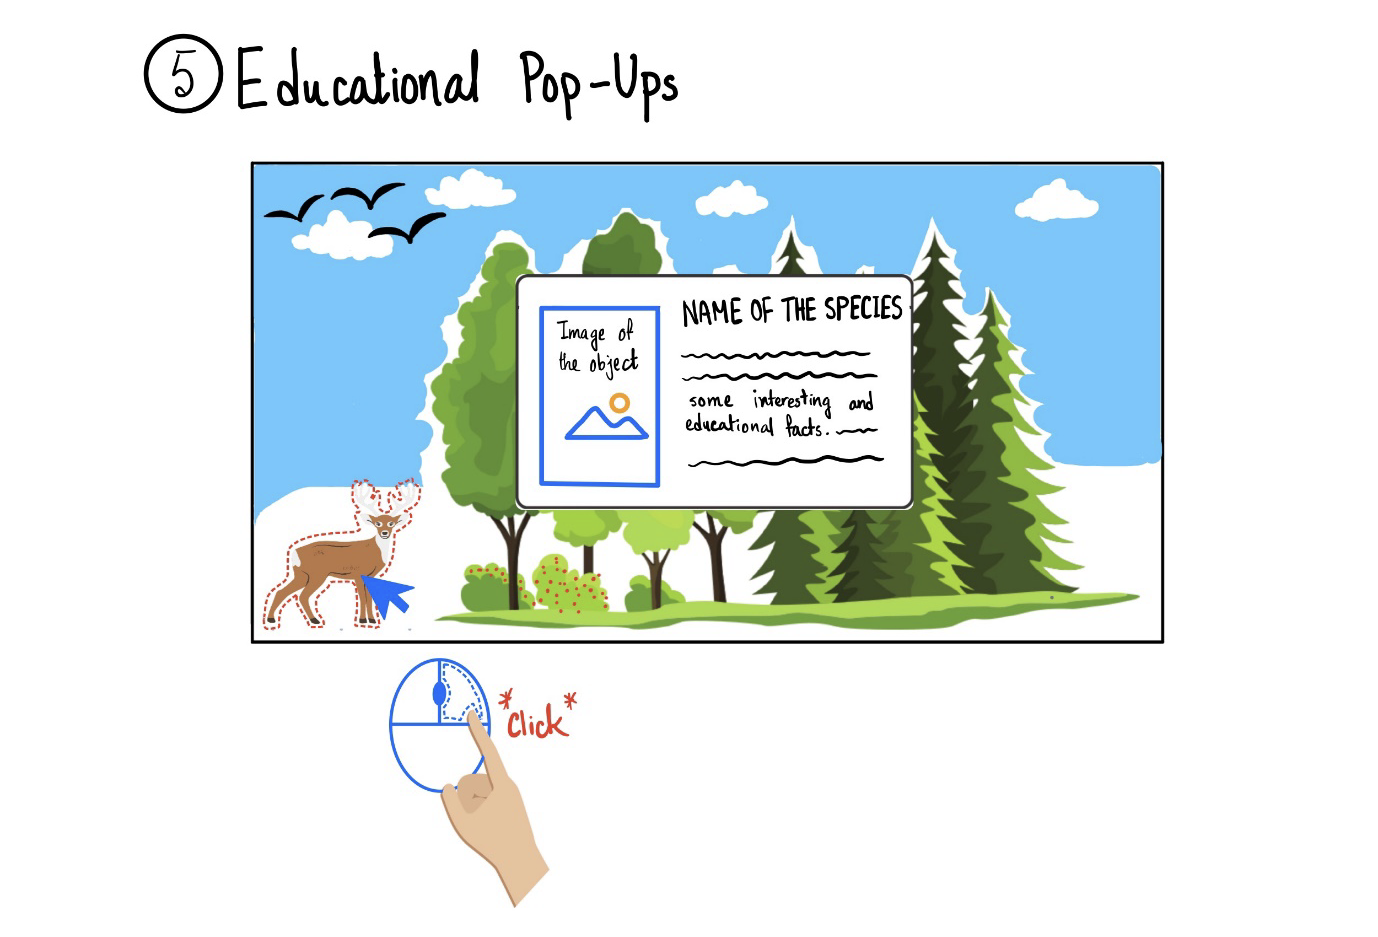 5 Educational Pop-Ups
Image of
the object
NAME OF THE SPECIES
some interesting and
educational facts.
*click*